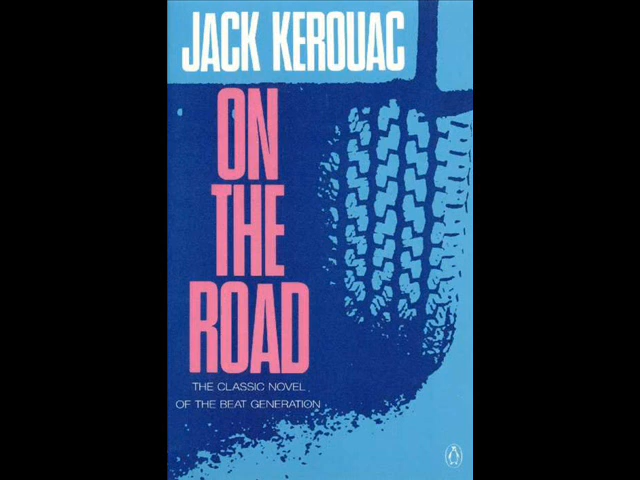 JACK KEROUAC
ON
THE
ROAD
THE CLASSIC NOVEL
OF THE BEAT GENERATION